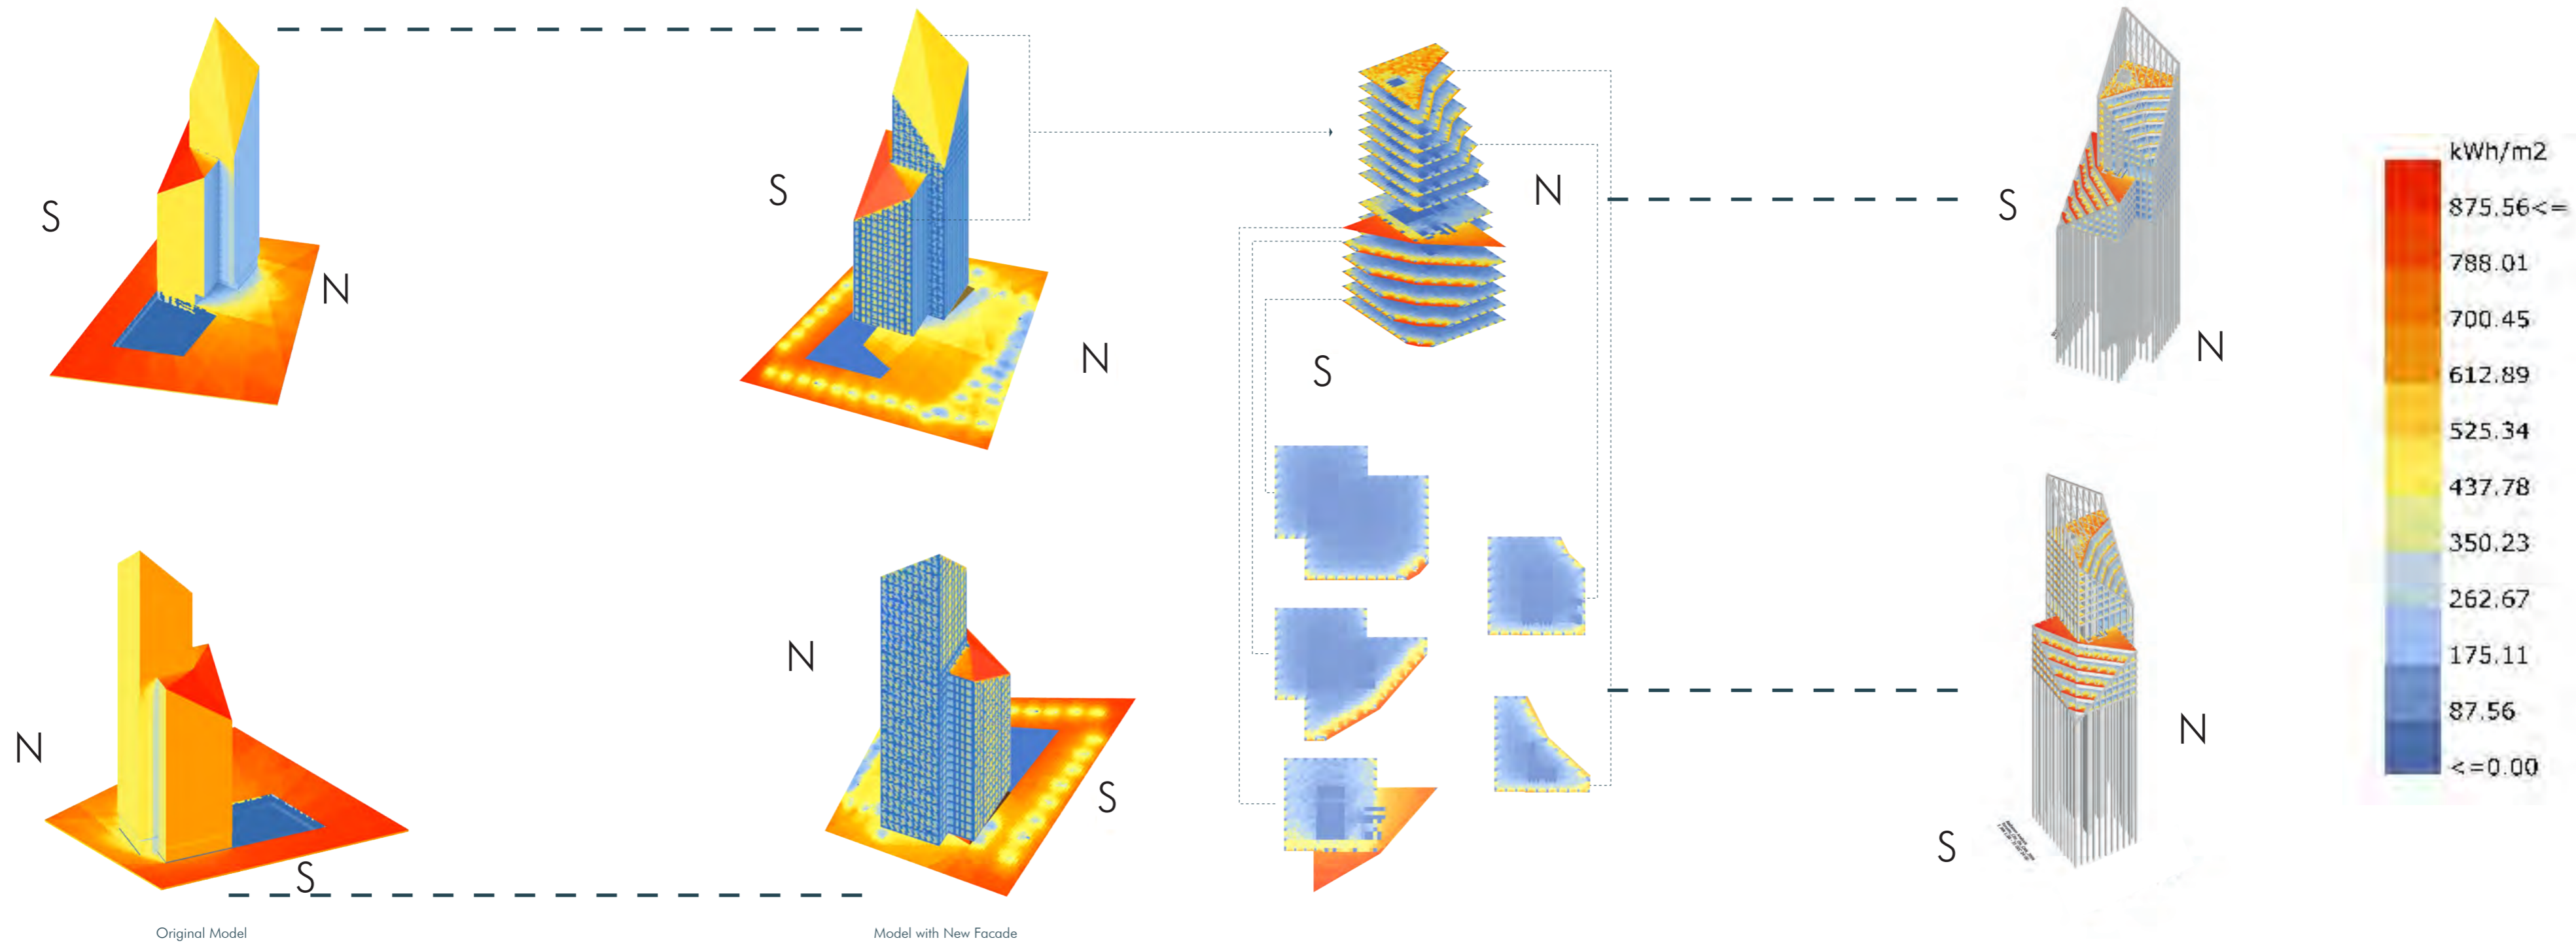 S
N
S
N
N
S
S
N
kWh/m2
875.56<=
788.01
700.45
612.89
525.34
437.78
350.23
262.67
175.11
87.56
<=0.00
N
S
N
S
N
S
Original Model
Model with New Facade